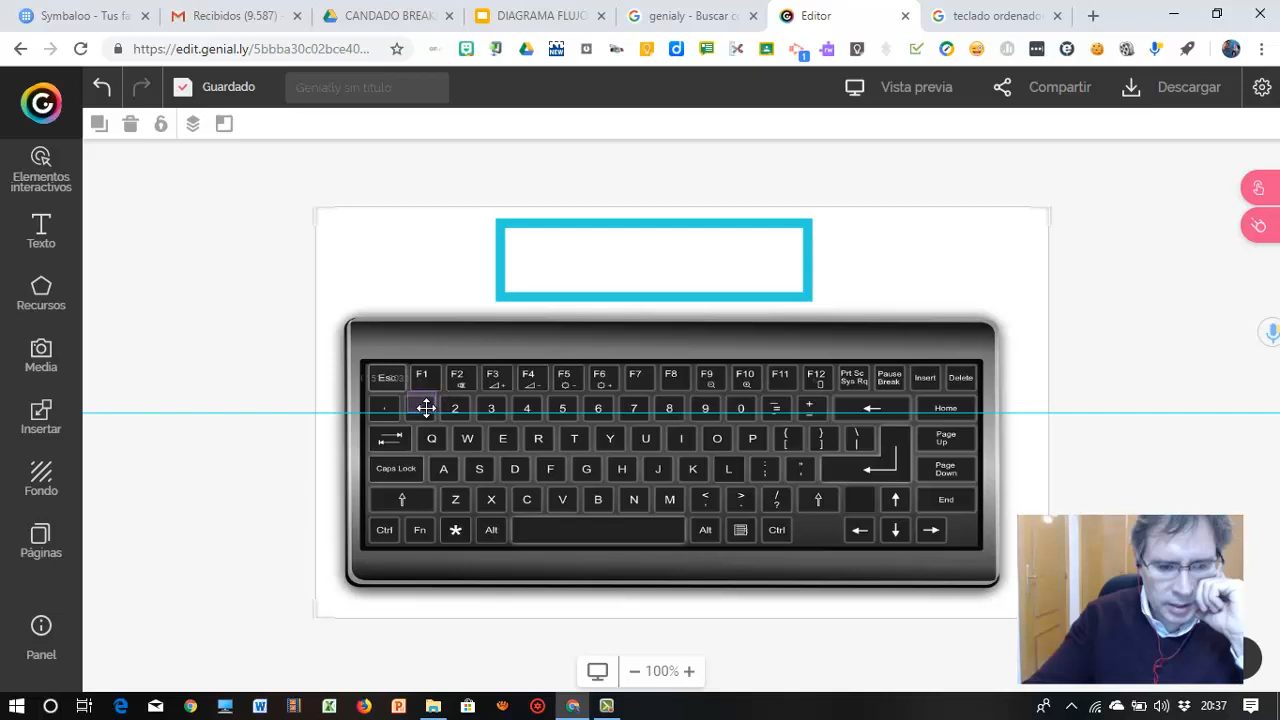 Symbaloo - Tus fa
Recibidos (9.587) -
CANDADO BREAK
DIAGRAMA FLUJO
genialy - Buscar co
Editor
teclado ordenador
https://edit.genial.ly/5bbba30c02bce40...
1
Guardado
Genially sin título
Vista previa
Compartir
Descargar
Elementos
interactivos
Texto
Recursos
Media
Insertar
Fondo
Páginas
Panel
Esc F1 F2 F3 F4 F5 F6 F7 F8 F9 F10 F11 F12 Prt Sc Pause Insert Delete
Sys Rq Break
2 3 4 5 6 7 8 9 0 = + - Home
Q W E R T Y U I O P { [ } ] \ | Page
Up
Caps Lock A S D F G H J K L : ; " , Page
Down
Z X C V B N M < , > . / ? End
Ctrl Fn * Alt Alt Ctrl
100%
20:37